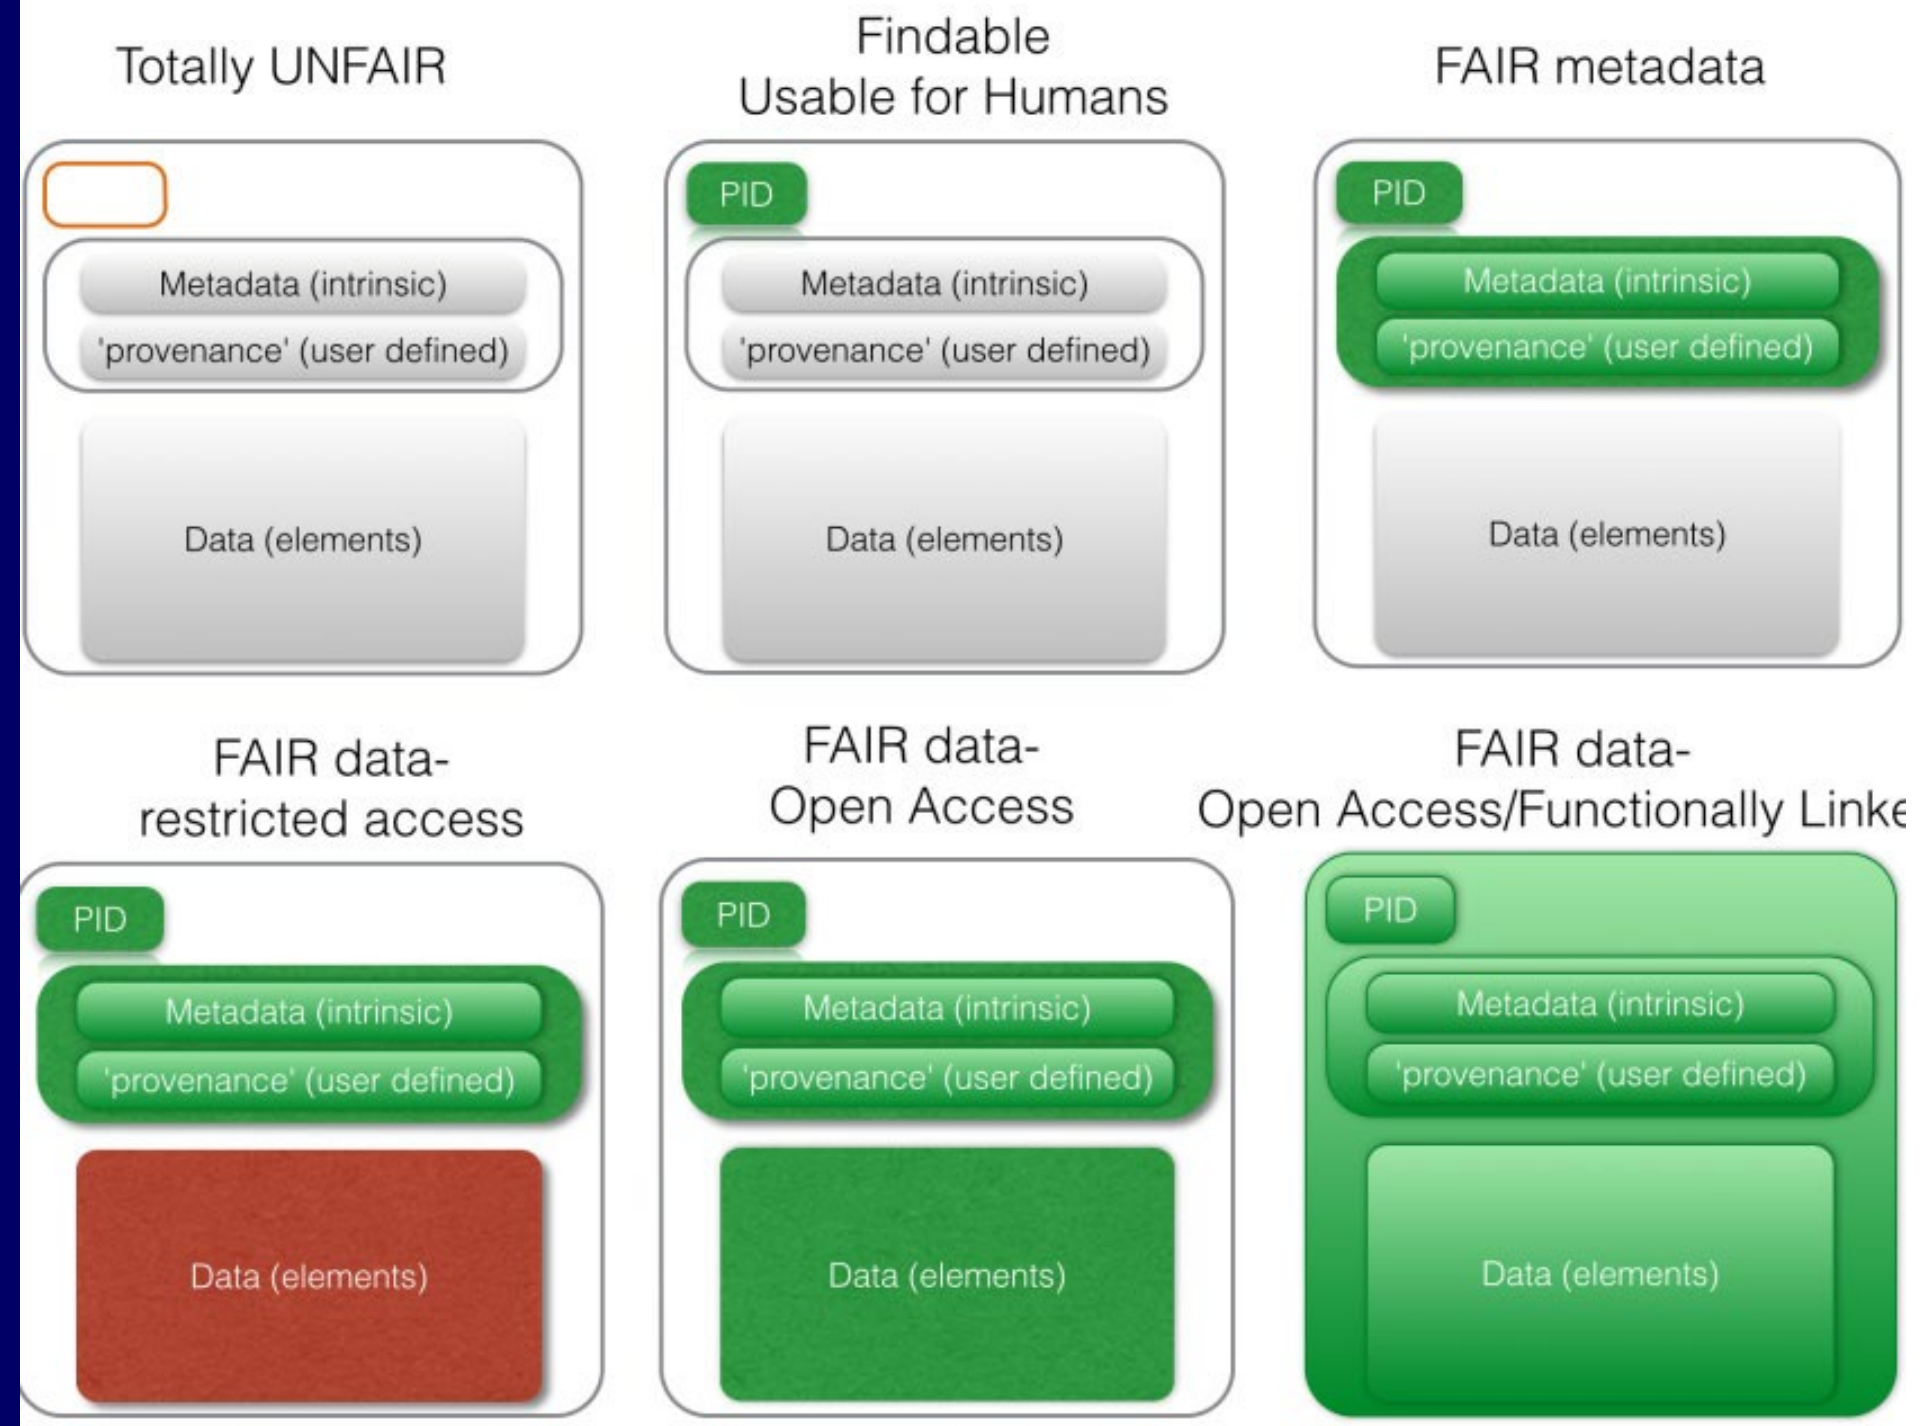 Totally UNFAIR
Metadata (intrinsic)
'provenance' (user defined)
Data (elements)
Findable
Usable for Humans
PID
Metadata (intrinsic)
'provenance' (user defined)
Data (elements)
FAIR metadata
PID
Metadata (intrinsic)
'provenance' (user defined)
Data (elements)
FAIR data-
restricted access
PID
Metadata (intrinsic)
'provenance' (user defined)
Data (elements)
FAIR data-
Open Access
PID
Metadata (intrinsic)
'provenance' (user defined)
Data (elements)
FAIR data-
Open Access/Functionally Linke
PID
Metadata (intrinsic)
'provenance' (user defined)
Data (elements)